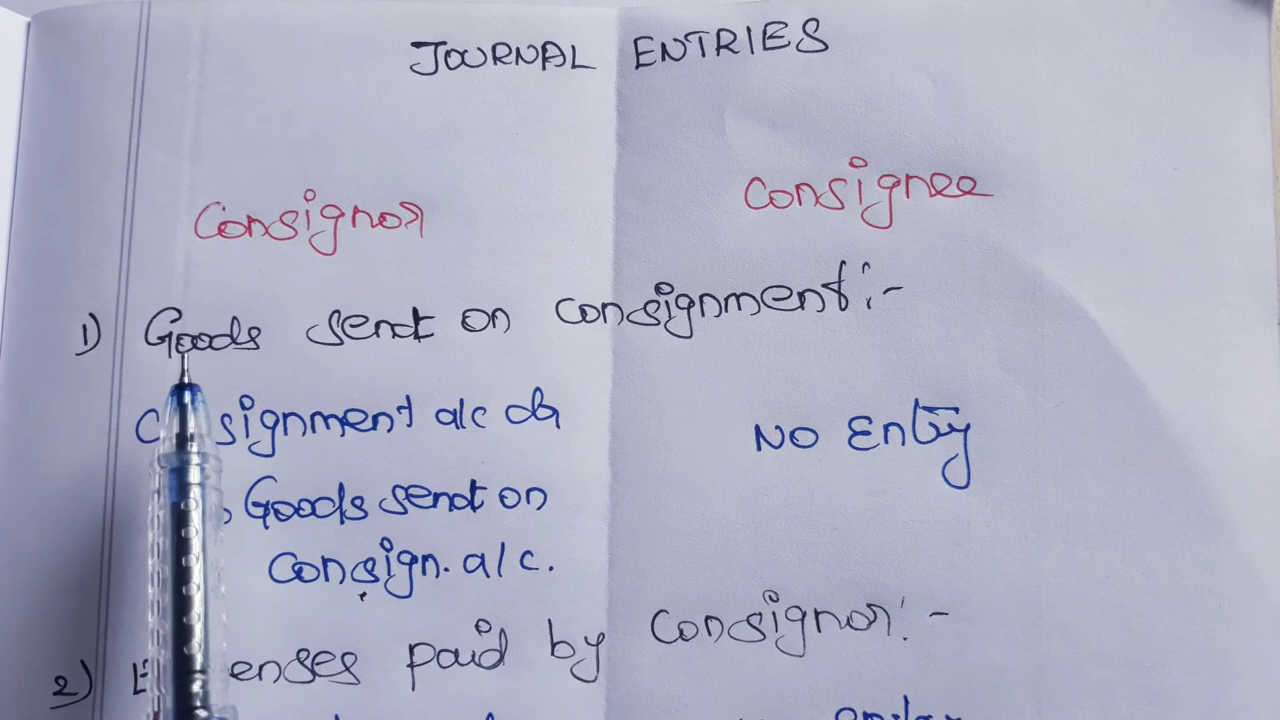 JOURNAL ENTRIES
Consignor
Consignee
1) Goods send on consignment :-
signment a/c dr
No Entry
Goods send on
Consign. a/c.
2) enses paid by Consignor :-